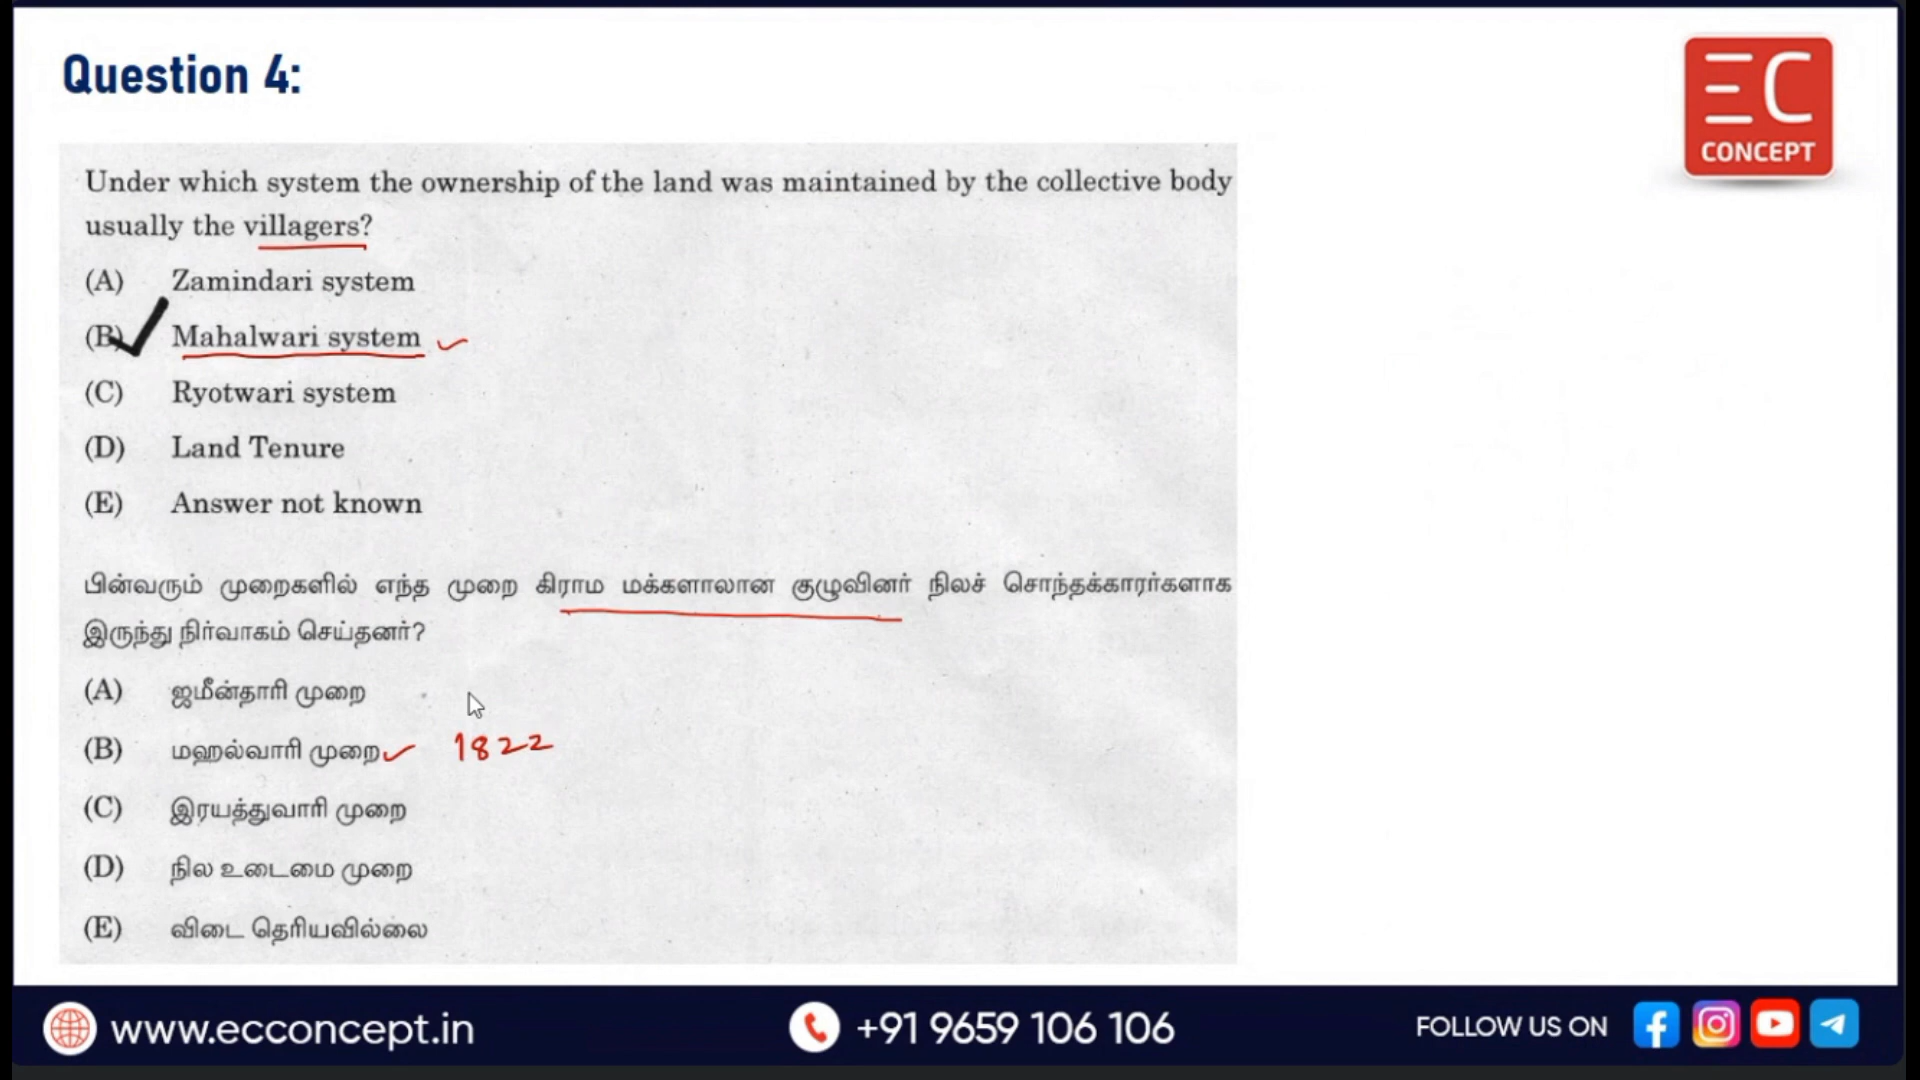 Question 4:
EC
CONCEPT
Under which system the ownership of the land was maintained by the collective body
usually the villagers?
(A) Zamindari system
(B) Mahalwari system
(C) Ryotwari system
(D) Land Tenure
(E) Answer not known
பின்வரும் முறைகளில் எந்த முறை கிராம மக்களாலான குழுவினர் நிலச் சொந்தக்காரர்களாக
இருந்து நிர்வாகம் செய்தனர்?
(A) ஜமீன்தாரி முறை
(B) மஹல்வாரி முறை 1822
(C) இரயத்துவாரி முறை
(D) நில உடைமை முறை
(E) விடை தெரியவில்லை
www.ecconcept.in +91 9659 106 106 FOLLOW US ON